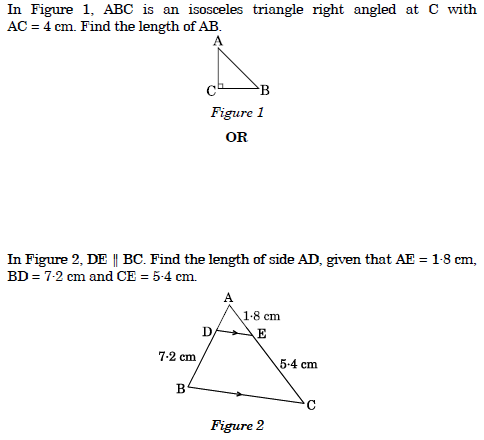 In Figure 1, ABC is an isosceles triangle right angled at C with
AC = 4 cm. Find the length of AB.
A
C B
Figure 1
OR
In Figure 2, DE || BC. Find the length of side AD, given that AE = 1·8 cm,
BD = 7·2 cm and CE = 5·4 cm.
A
1·8 cm
D E
7·2 cm
5·4 cm
B
C
Figure 2